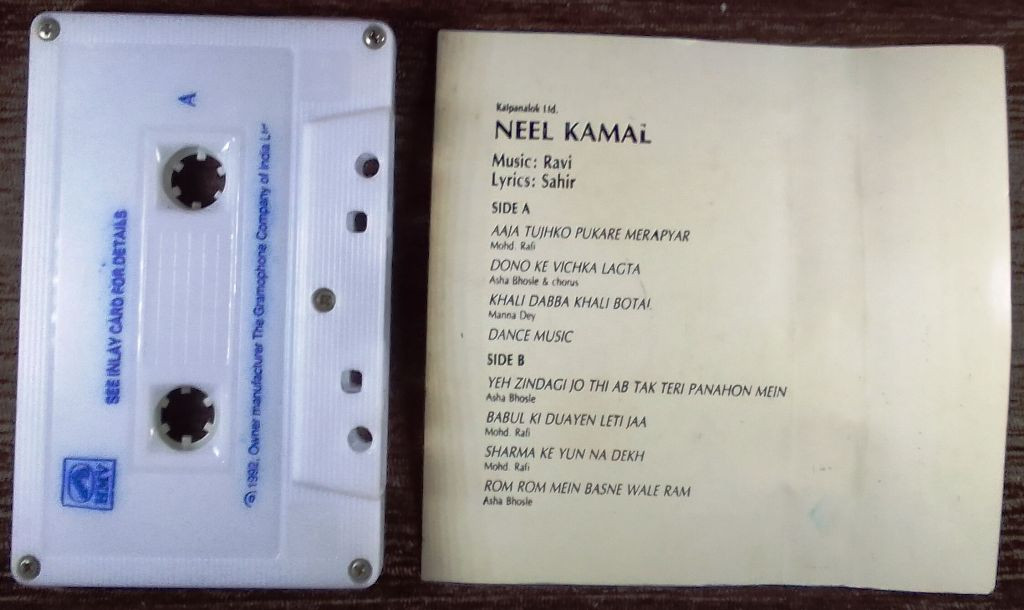 A
SEE INLAY CARD FOR DETAILS
℗ 1992, Owner manufacturer The Gramophone Company of India Ltd
HMV
Kalpanalok Ltd.
NEEL KAMAL
Music: Ravi
Lyrics: Sahir
SIDE A
AAJA TUJHKO PUKARE MERAPYAR
Mohd. Rafi
DONO KE VICHKA LAGTA
Asha Bhosle & chorus
KHALI DABBA KHALI BOTAL
Manna Dey
DANCE MUSIC
SIDE B
YEH ZINDAGI JO THI AB TAK TERI PANAHON MEIN
Asha Bhosle
BABUL KI DUAYEN LETI JAA
Mohd. Rafi
SHARMA KE YUN NA DEKH
Mohd. Rafi
ROM ROM MEIN BASNE WALE RAM
Asha Bhosle